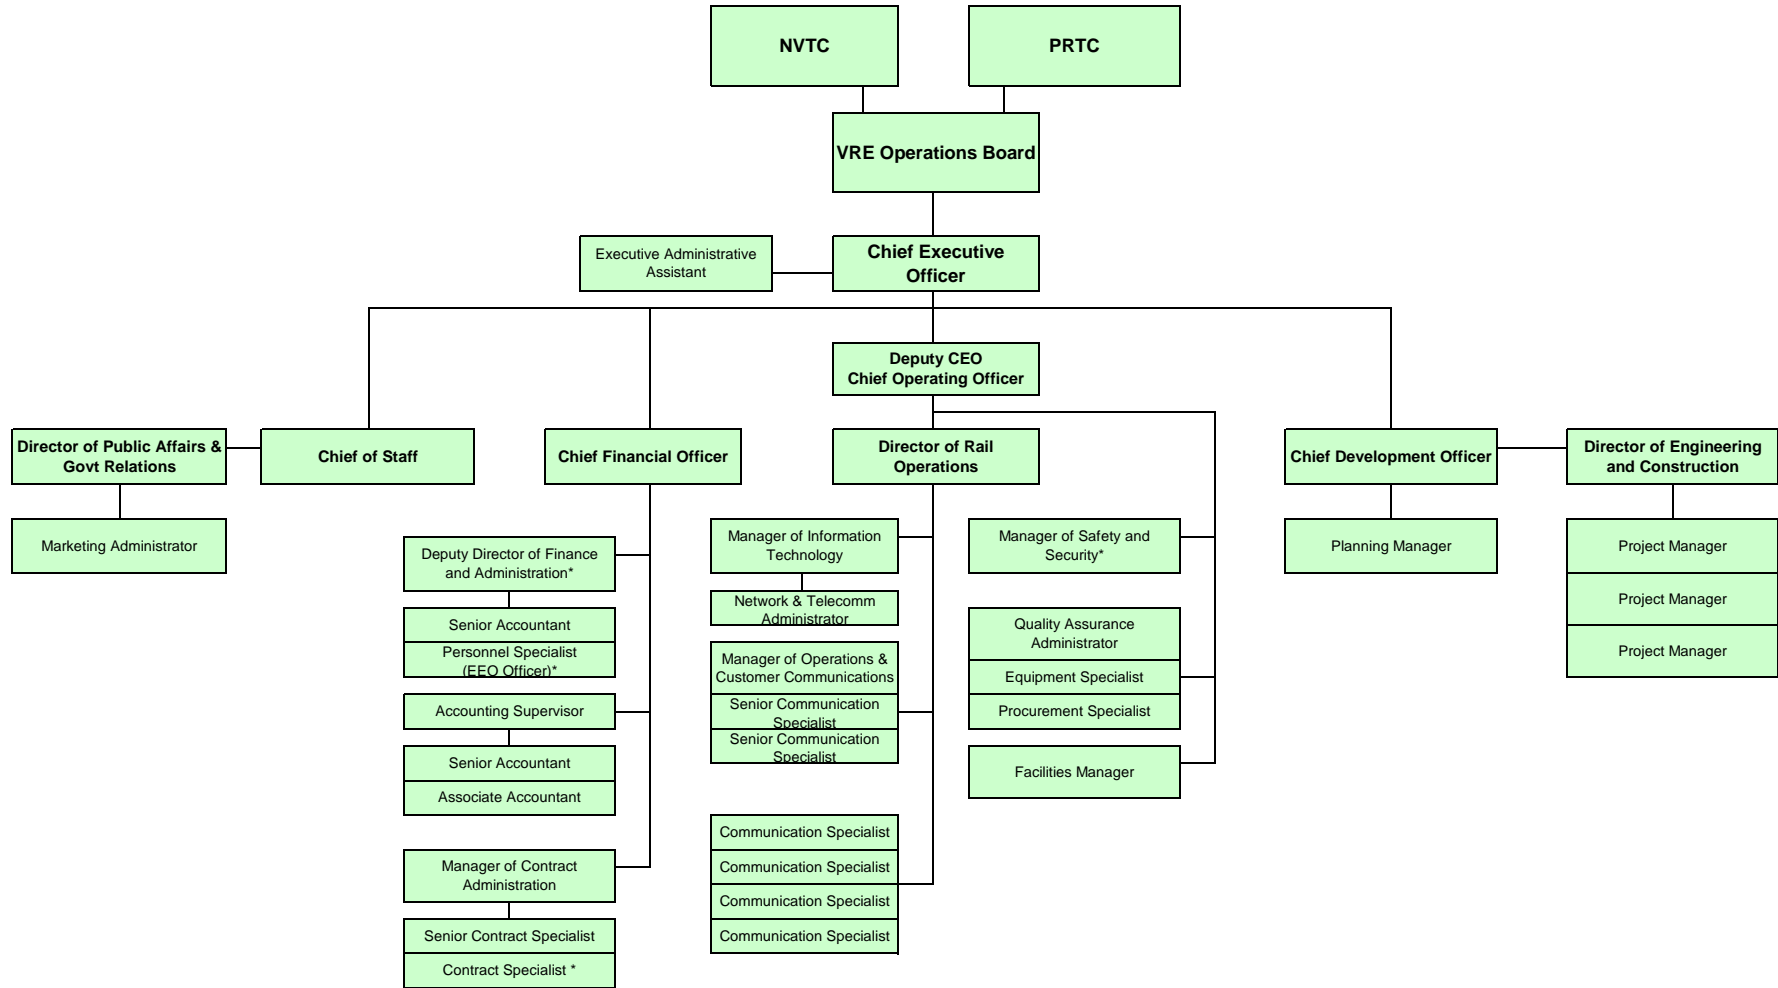 NVTC
PRTC
VRE Operations Board
Executive Administrative
Assistant
Chief Executive
Officer
Deputy CEO
Chief Operating Officer
Director of Public Affairs &
Govt Relations
Chief of Staff
Chief Financial Officer
Director of Rail
Operations
Chief Development Officer
Director of Engineering
and Construction
Marketing Administrator
Deputy Director of Finance
and Administration*
Senior Accountant
Personnel Specialist
(EEO Officer)*
Accounting Supervisor
Senior Accountant
Associate Accountant
Manager of Contract
Administration
Senior Contract Specialist
Contract Specialist *
Manager of Information
Technology
Network & Telecomm
Administrator
Manager of Operations &
Customer Communications
Senior Communication
Specialist
Senior Communication
Specialist
Communication Specialist
Communication Specialist
Communication Specialist
Communication Specialist
Manager of Safety and
Security*
Quality Assurance
Administrator
Equipment Specialist
Procurement Specialist
Facilities Manager
Planning Manager
Project Manager
Project Manager
Project Manager